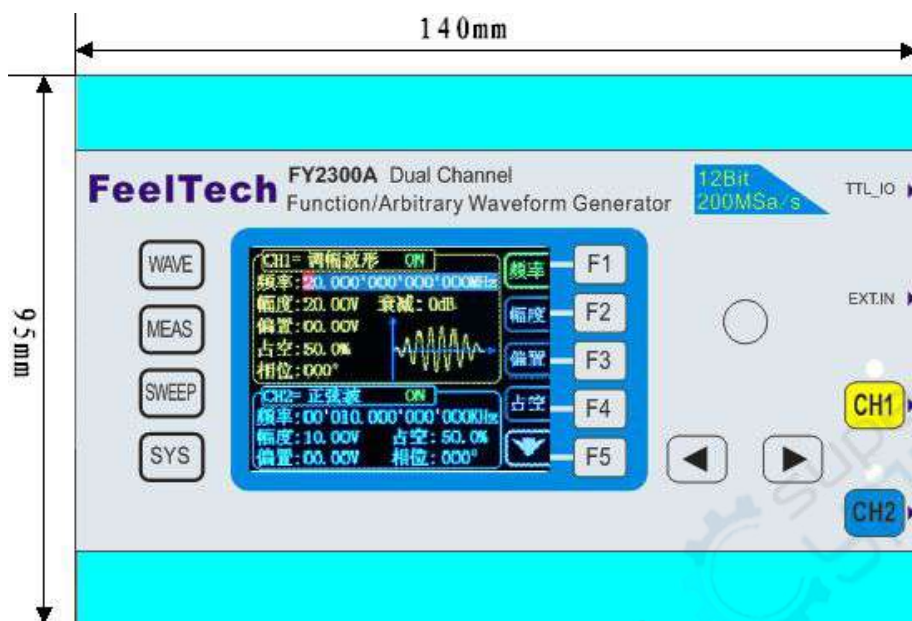 140mm
95mm
FeelTech
FY2300A Dual Channel
Function/Arbitrary Waveform Generator
12Bit
200MSa/s
TTL_IO
WAVE
MEAS
SWEEP
SYS
CH1= 调幅波形 ON
频率:20.000'000'000'000MHz
幅度:20.00V 衰减:0dB
偏置:00.00V
占空:50.0%
相位:000°
CH2= 正弦波 ON
频率:00'010.000'000'000KHz
幅度:10.00V 占空:50.0%
偏置:00.00V 相位:000°
频率
幅度
偏置
占空
F1
F2
F3
F4
F5
EXT.IN
CH1
CH2